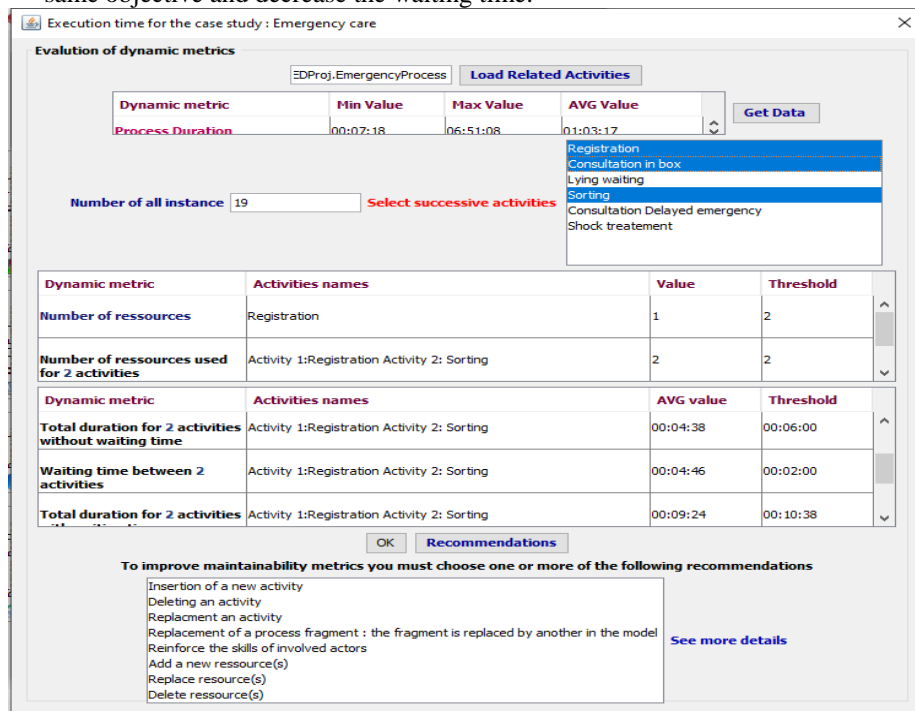 same objective and decrease the waiting time.
Execution time for the case study : Emergency care
Evalution of dynamic metrics
EDProj.EmergencyProcess Load Related Activities
Dynamic metric Min Value Max Value AVG Value
Get Data
Process Duration 00:07:18 06:51:08 01:03:17
Registration
Consultation in box
Lying waiting
Number of all instance 19 Select successive activities Sorting
Consultation Delayed emergency
Shock treatement
Dynamic metric Activities names Value Threshold
Number of ressources Registration 1 2
Number of ressources used Activity 1:Registration Activity 2: Sorting 2 2
for 2 activities
Dynamic metric Activities names AVG value Threshold
Total duration for 2 activities Activity 1:Registration Activity 2: Sorting 00:04:38 00:06:00
without waiting time
Waiting time between 2 Activity 1:Registration Activity 2: Sorting 00:04:46 00:02:00
activities
Total duration for 2 activities Activity 1:Registration Activity 2: Sorting 00:09:24 00:10:38
OK Recommendations
To improve maintainability metrics you must choose one or more of the following recommendations
Insertion of a new activity
Deleting an activity
Replacment an activity
Replacement of a process fragment : the fragment is replaced by another in the model
See more details
Reinforce the skills of involved actors
Add a new ressource(s)
Replace resource(s)
Delete ressource(s)